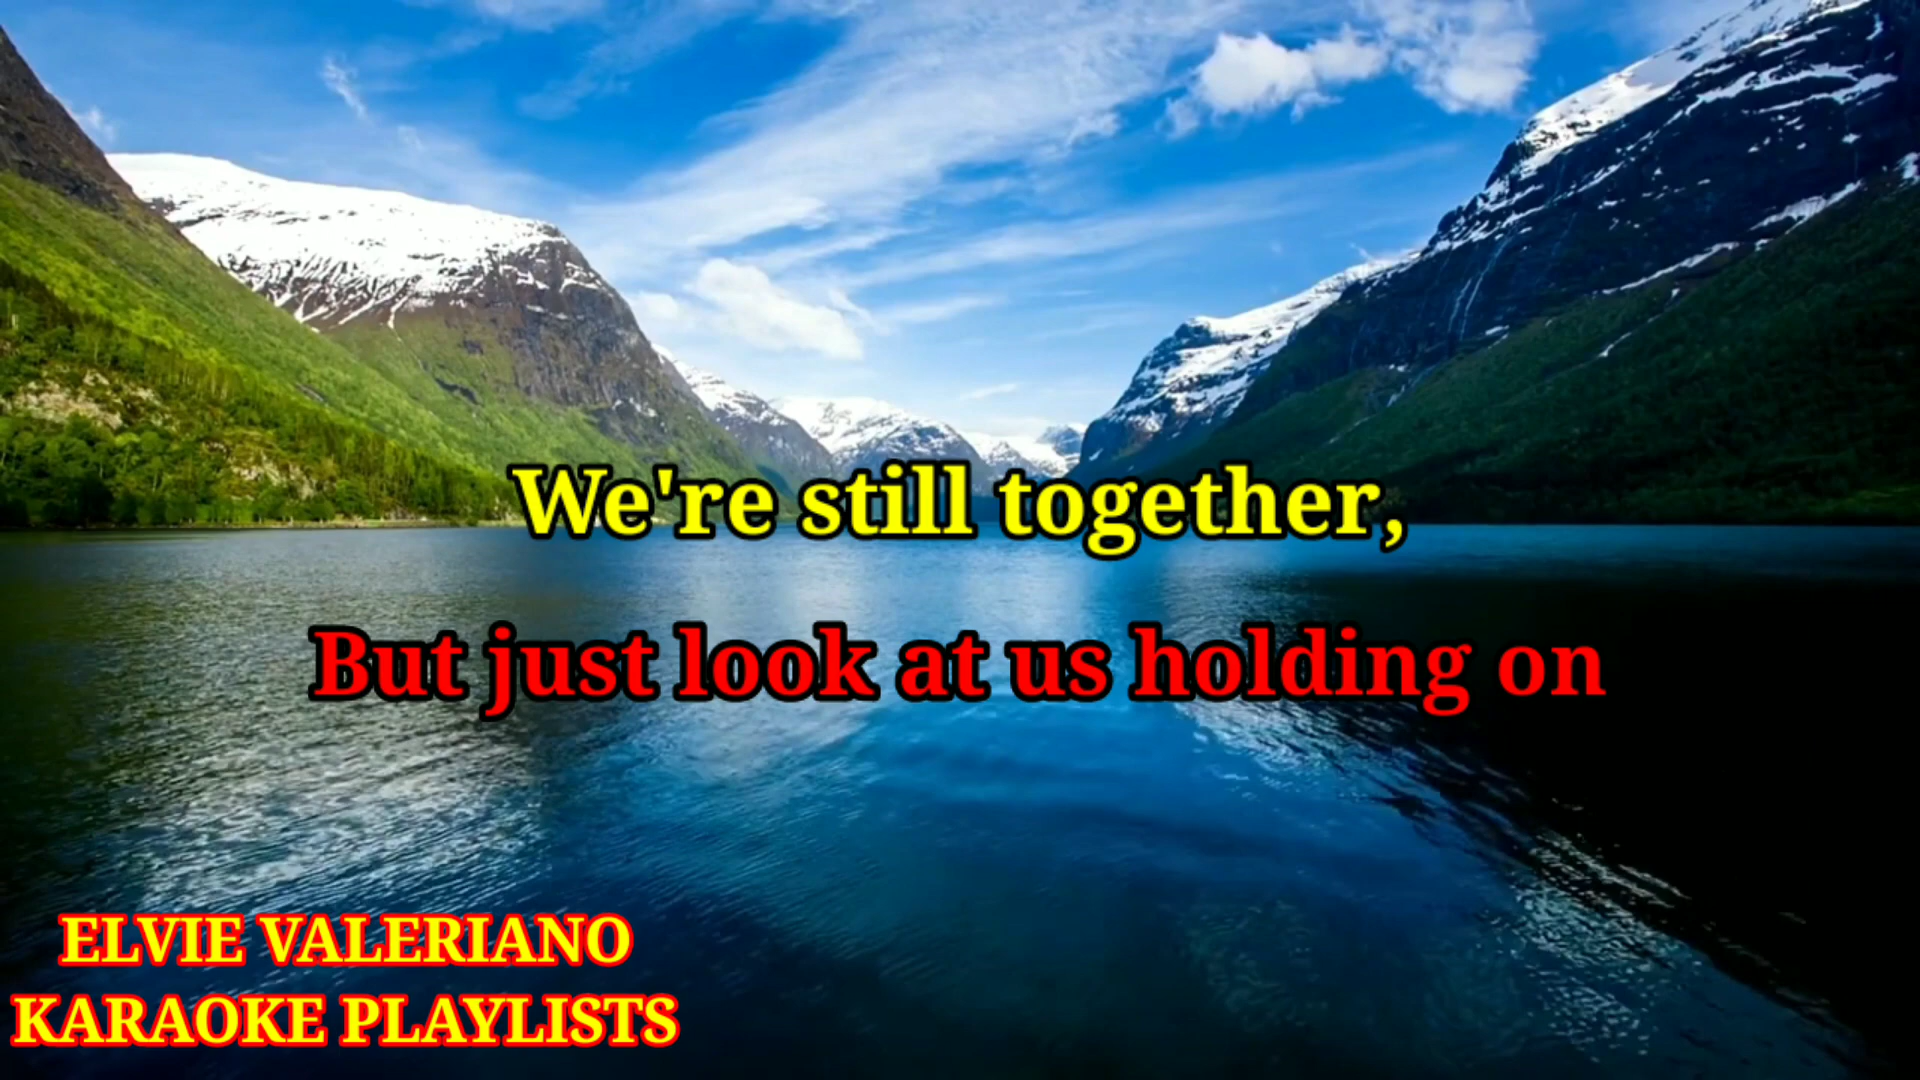 We're still together,
But just look at us holding on
ELVIE VALERIANO
KARAOKE PLAYLISTS